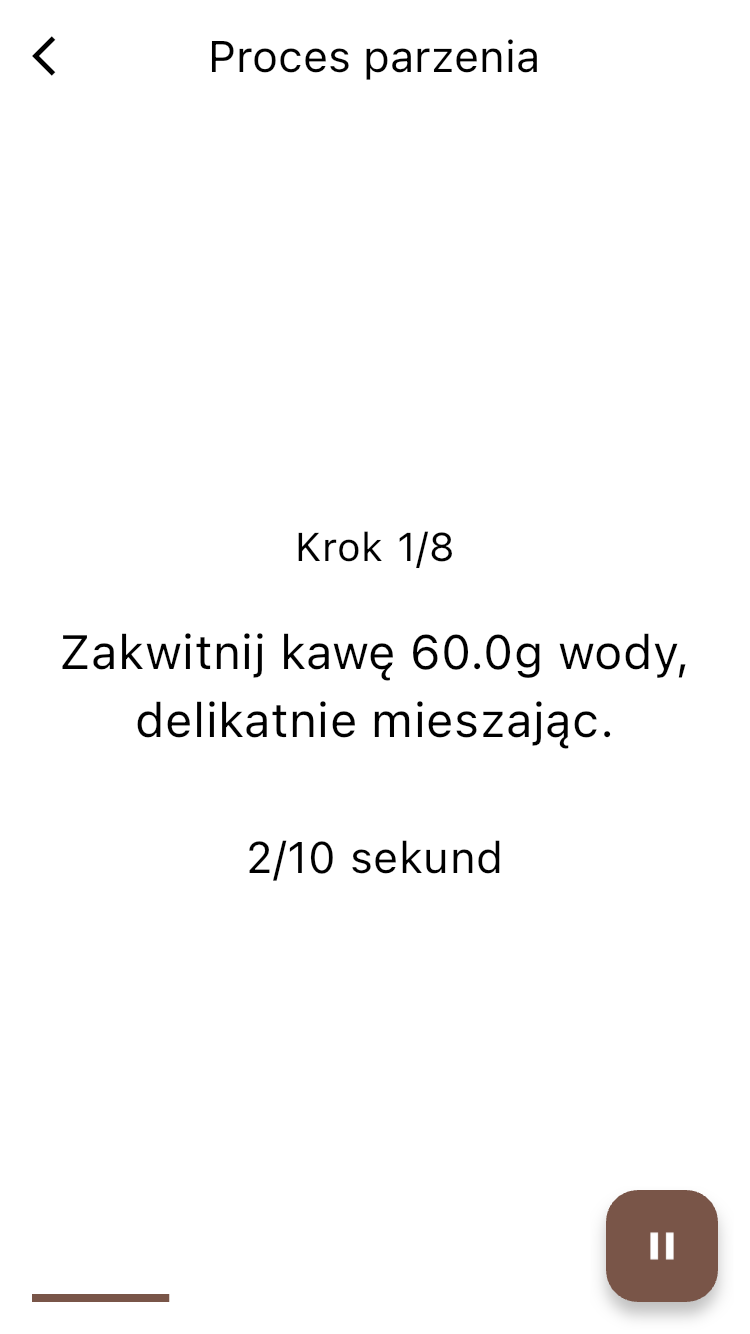 Proces parzenia
Krok 1/8
Zakwitnij kawę 60.0g wody,
delikatnie mieszając.
2/10 sekund